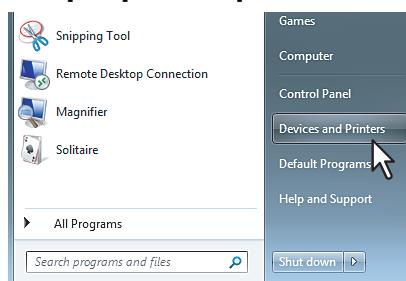 Snipping Tool
Remote Desktop Connection
Magnifier
Solitaire
All Programs
Search programs and files
Games
Computer
Control Panel
Devices and Printers
Default Programs
Help and Support
Shut down